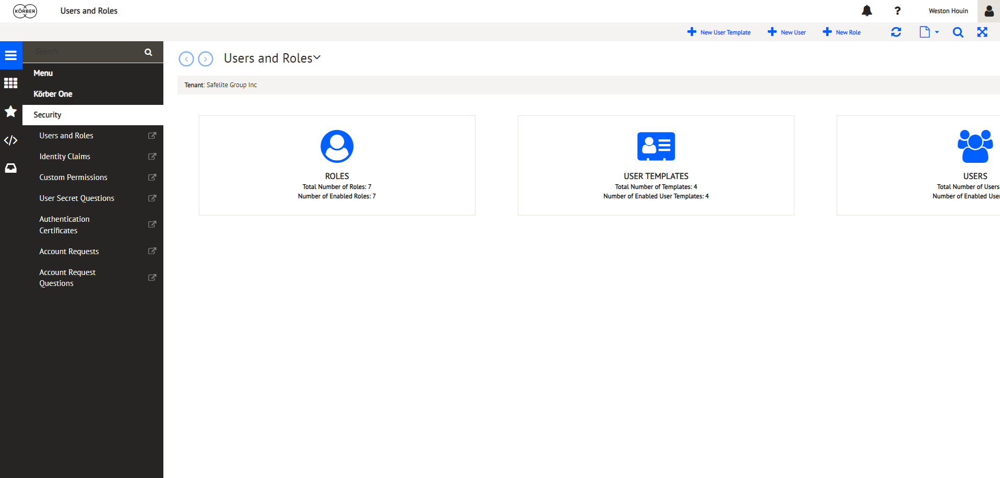 KÖRBER
Users and Roles
?
Weston Houin
New User Template
New User
New Role
Search
Menu
Körber One
Security
Users and Roles
Identity Claims
Custom Permissions
User Secret Questions
Authentication
Certificates
Account Requests
Account Request
Questions
Users and Roles
Tenant: Safelite Group Inc
ROLES
Total Number of Roles: 7
Number of Enabled Roles: 7
USER TEMPLATES
Total Number of Templates: 4
Number of Enabled User Templates: 4
USERS
Total Number of Users
Number of Enabled User